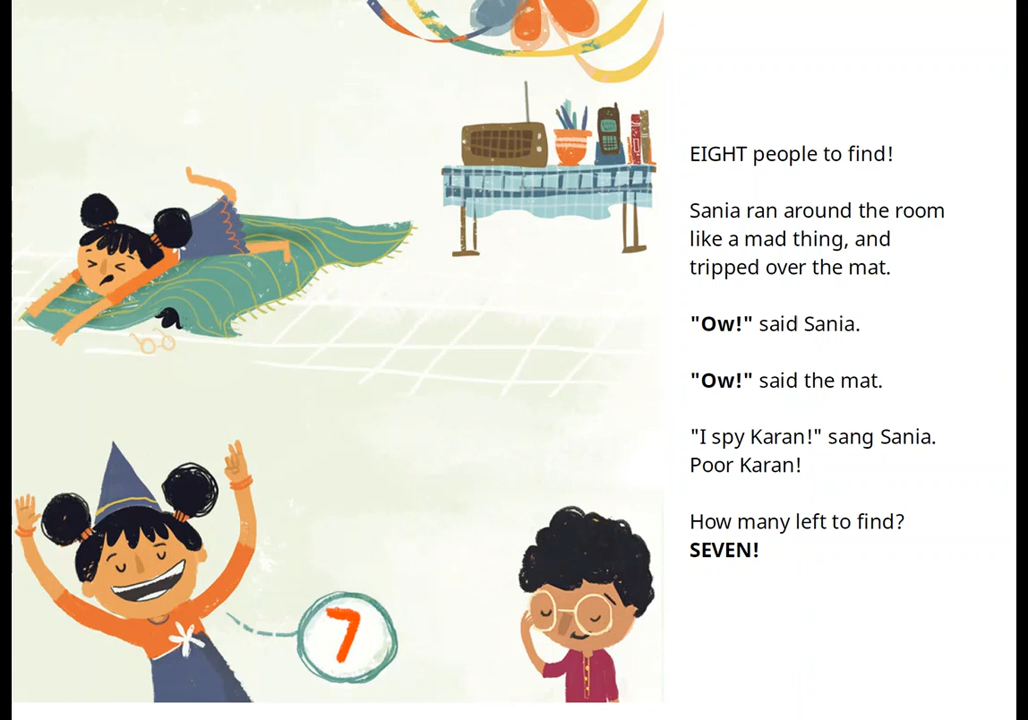 EIGHT people to find!
Sania ran around the room
like a mad thing, and
tripped over the mat.
"Ow!" said Sania.
"Ow!" said the mat.
"I spy Karan!" sang Sania.
Poor Karan!
How many left to find?
SEVEN!
7